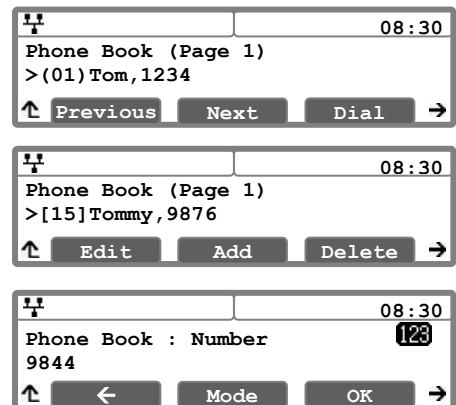 08:30
Phone Book (Page 1)
>(01)Tom,1234
Previous Next Dial
08:30
Phone Book (Page 1)
>[15]Tommy,9876
Edit Add Delete
08:30
Phone Book : Number 123
9844
Mode OK